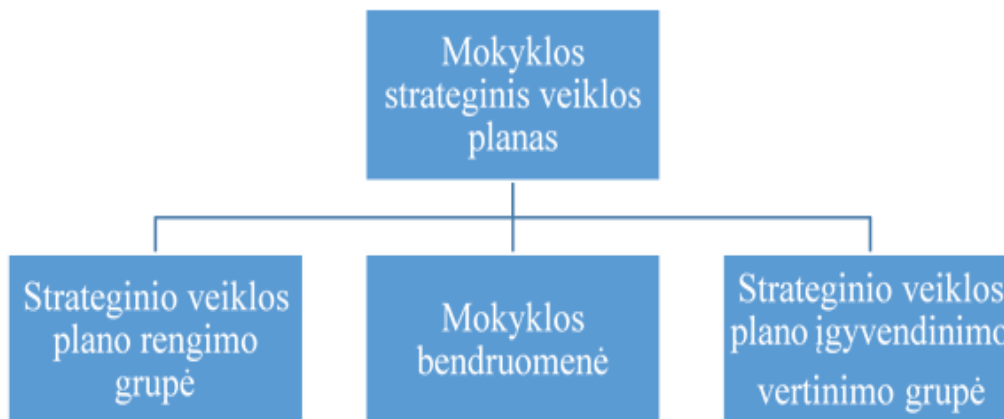 Mokyklos
strateginis veiklos
planas
Strateginio veiklos
plano rengimo
grupė
Mokyklos
bendruomenė
Strateginio veiklos
plano įgyvendinimo
vertinimo grupė